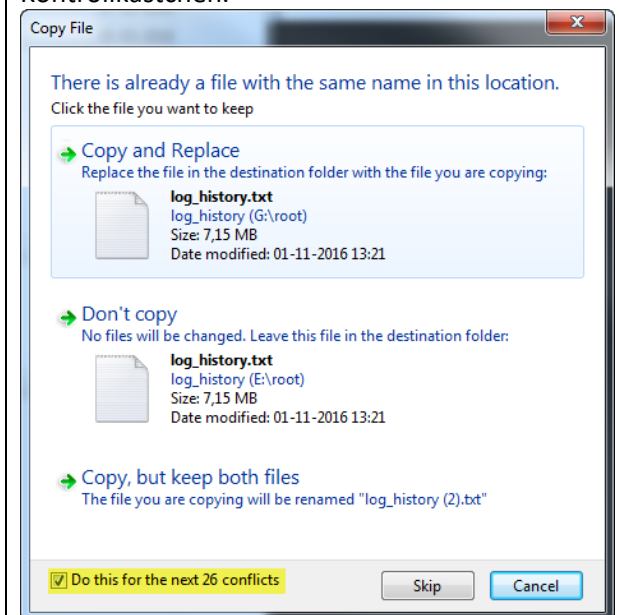 Copy File
There is already a file with the same name in this location.
Click the file you want to keep
Copy and Replace
Replace the file in the destination folder with the file you are copying:
log_history.txt
log_history (G:\root)
Size: 7,15 MB
Date modified: 01-11-2016 13:21
Don't copy
No files will be changed. Leave this file in the destination folder:
log_history.txt
log_history (E:\root)
Size: 7,15 MB
Date modified: 01-11-2016 13:21
Copy, but keep both files
The file you are copying will be renamed "log_history (2).txt"
Do this for the next 26 conflicts
Skip
Cancel